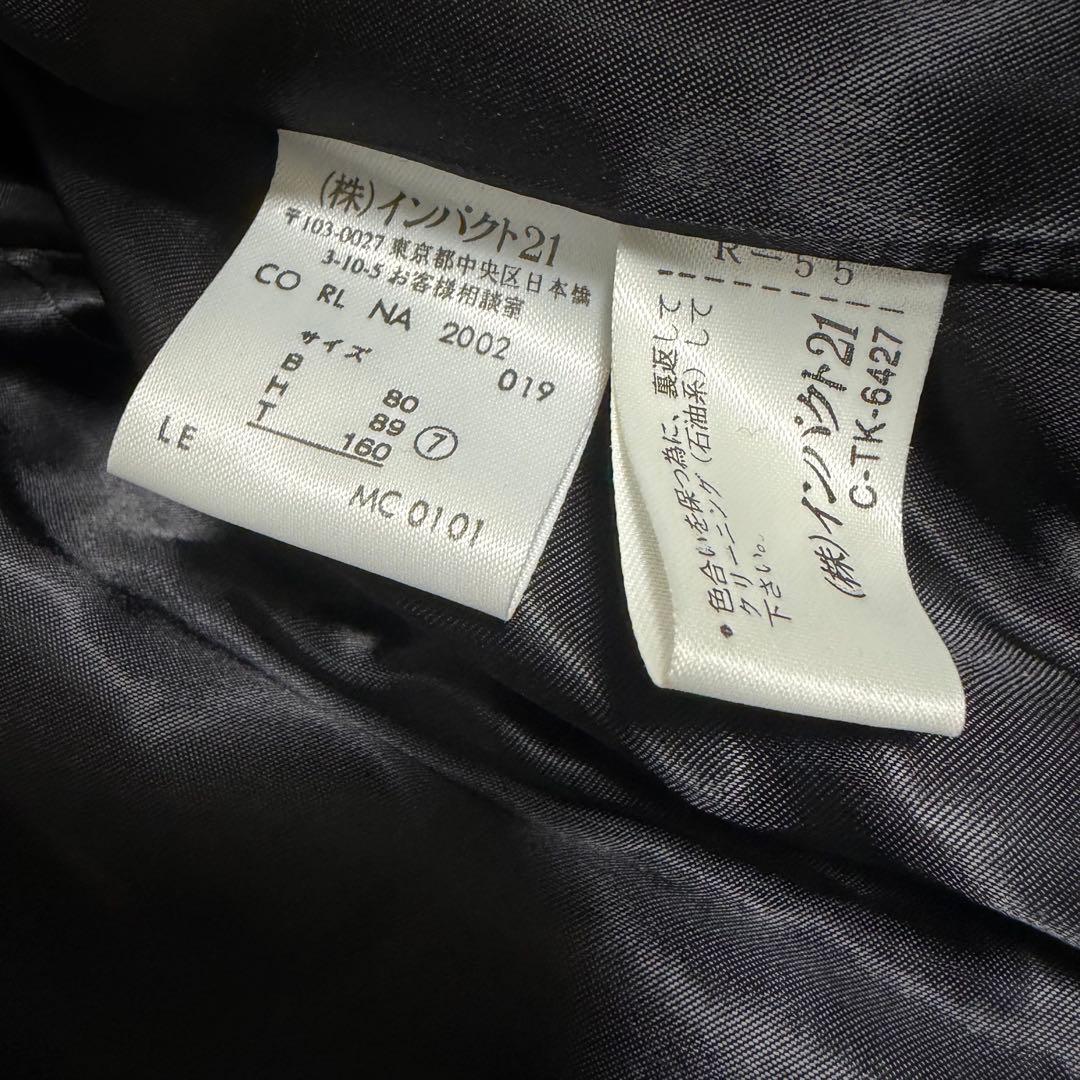 (株)インパクト21
〒103-0027 東京都中央区日本橋
3-10-5 お客様相談室
CO RL NA 2002
019
サイズ
B 80
H 89 ⑦
T 160
LE
MC 0101
R-55
裏返して
(石油系)して
• 色合いを保つ為に、
クリーニング
下さい。
(株)インパクト21
C-TK-6427